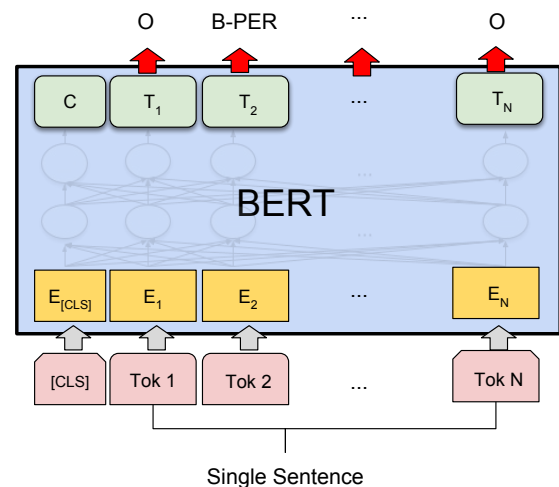 O B-PER ... O
C T1 T2 ... TN
...
BERT
...
E[CLS] E1 E2 ... EN
[CLS] Tok 1 Tok 2 ... Tok N
Single Sentence